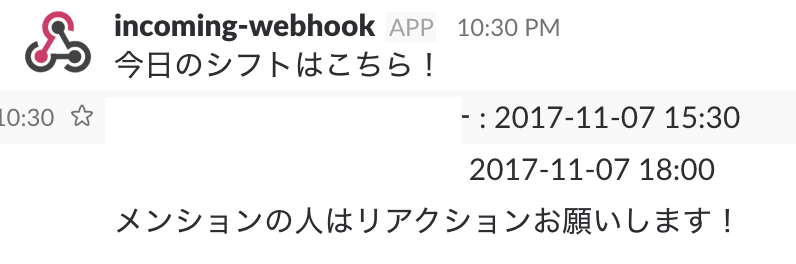 incoming-webhook APP 10:30 PM
今日のシフトはこちら！
10:30 ☆ - : 2017-11-07 15:30
2017-11-07 18:00
メンションの人はリアクションお願いします！